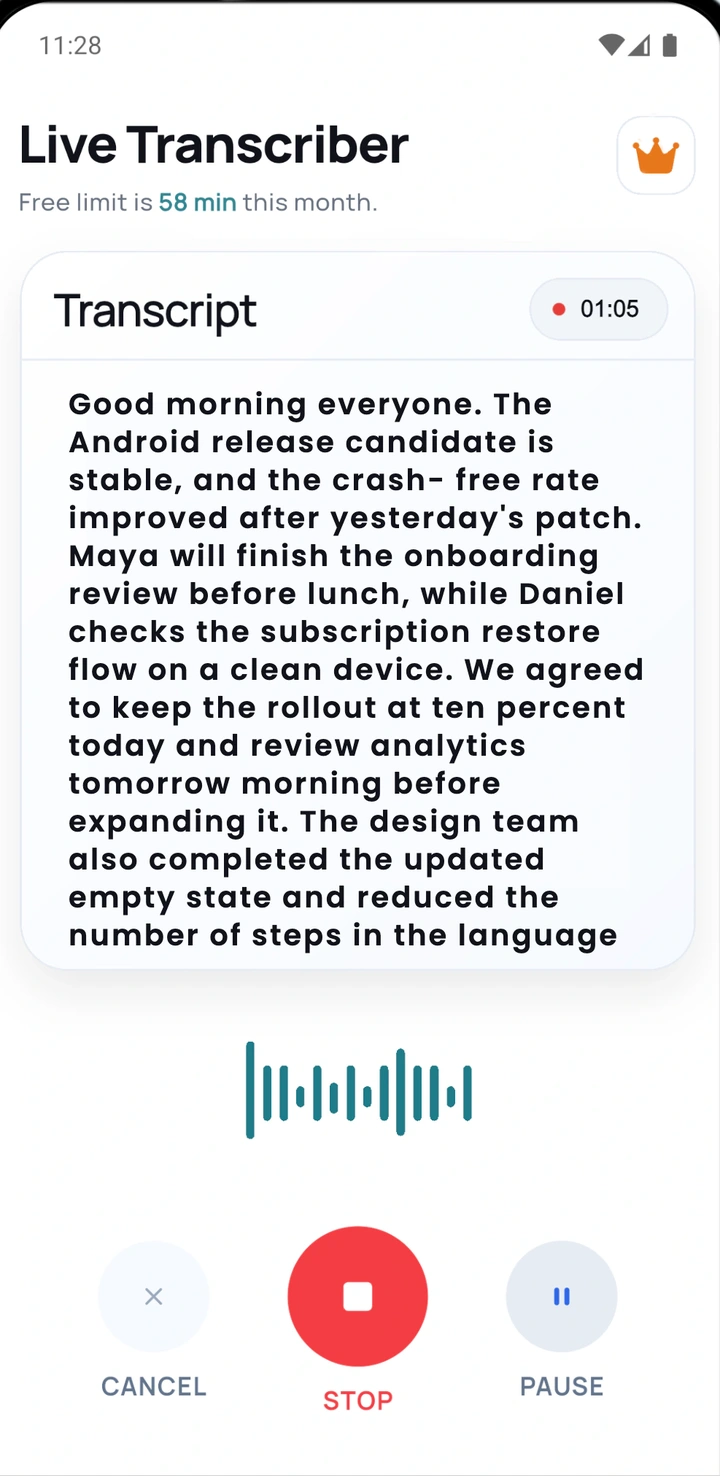 11:28
Live Transcriber
Free limit is 58 min this month.
Transcript
01:05
Good morning everyone. The
Android release candidate is
stable, and the crash- free rate
improved after yesterday's patch.
Maya will finish the onboarding
review before lunch, while Daniel
checks the subscription restore
flow on a clean device. We agreed
to keep the rollout at ten percent
today and review analytics
tomorrow morning before
expanding it. The design team
also completed the updated
empty state and reduced the
number of steps in the language
CANCEL
STOP
PAUSE